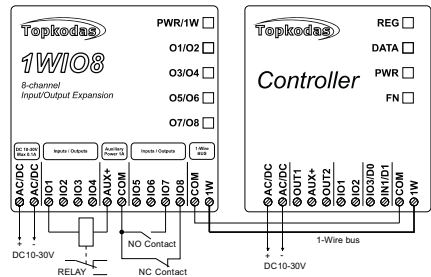 Topkodas
PWR/1W
O1/O2
1WIO8
O3/O4
8-channel
Input/Output Expansion
O5/O6
O7/O8
DC 10-30V
Max 0.1A
Inputs / Outputs
Auxiliary
Power 1A
Inputs / Outputs
1-Wire
BUS
AC/DC
AC/DC
IO1
IO2
IO3
IO4
AUX+
COM
IO5
IO6
IO7
IO8
COM
1W
+ -
DC10-30V
RELAY
NO Contact
NC Contact
1-Wire bus
Topkodas
REG
DATA
Controller
PWR
FN
AC/DC
AC/DC
OUT1
AUX+
OUT2
IO1
IO2
IO3/D0
IN1/D1
COM
1W
+ -
DC10-30V